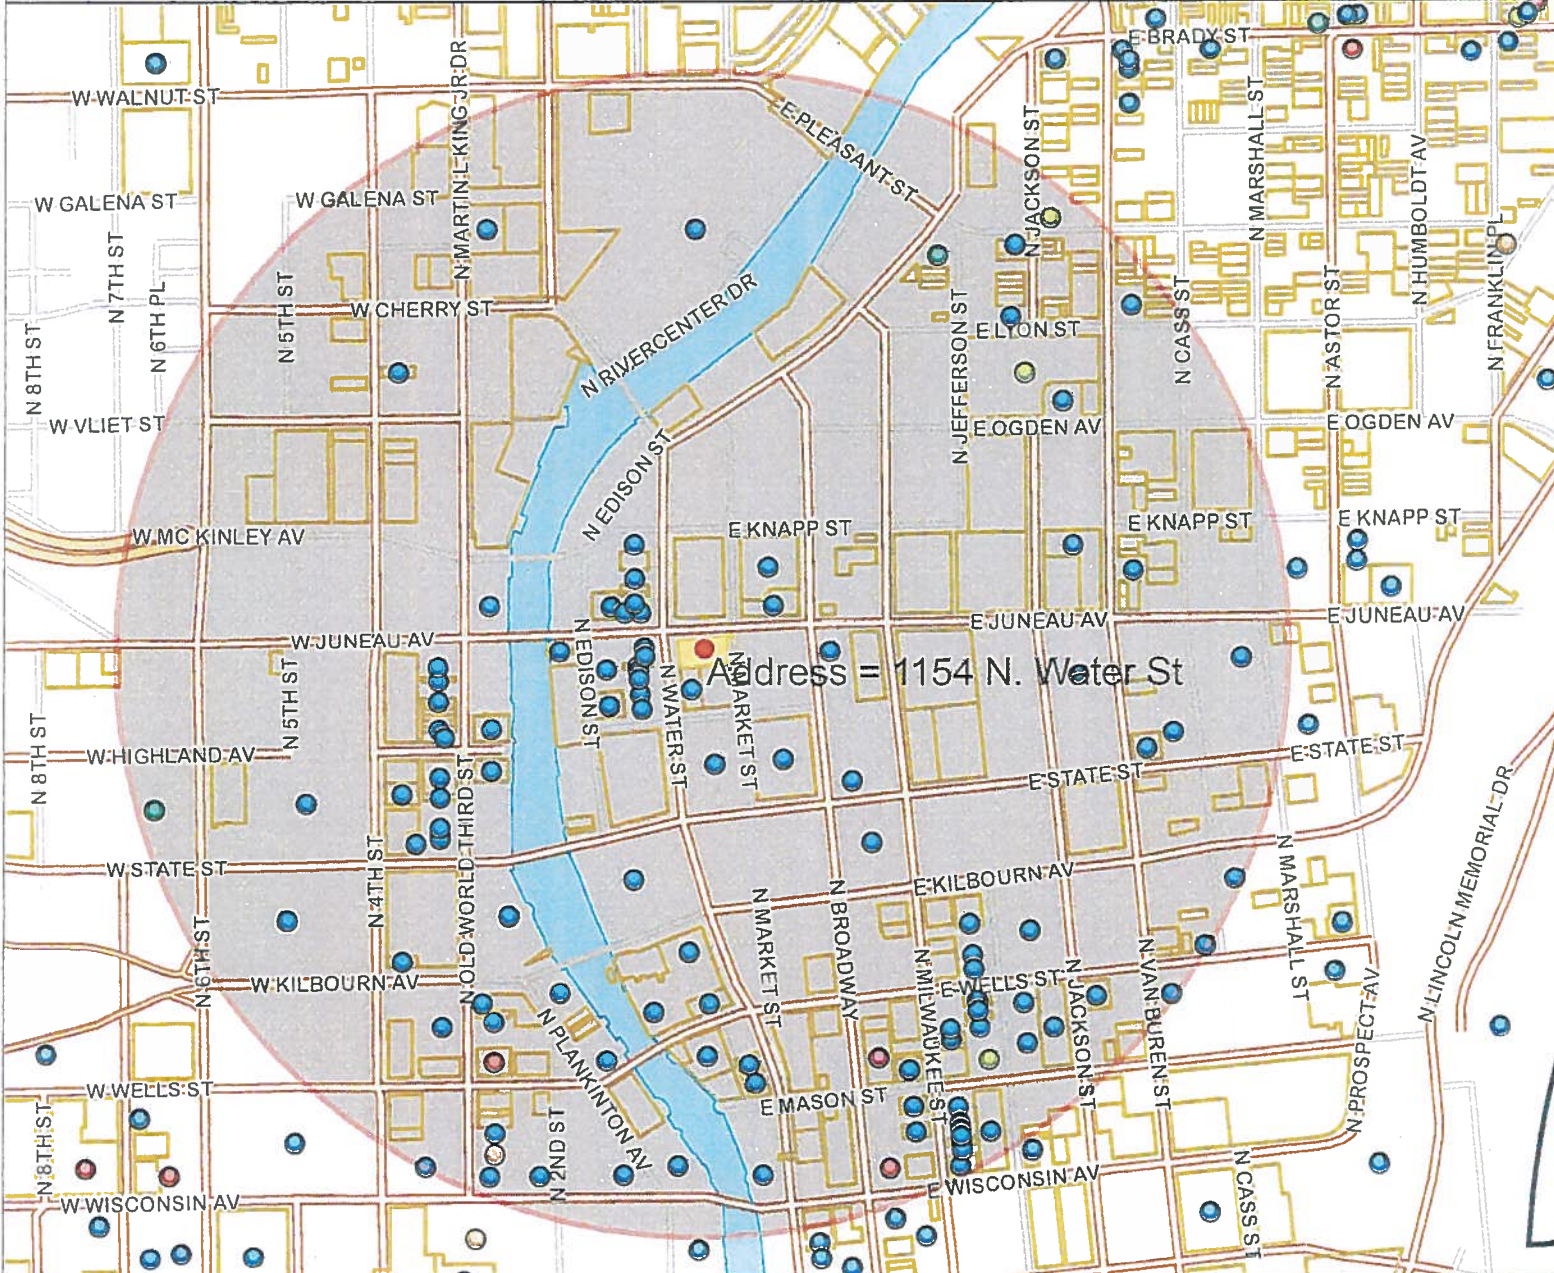 E BRADY ST
W WALNUT ST
N MARTIN L KING JR DR
E PLEASANT ST
N JACKSON ST
N MARSHALL ST
N HUMBOLDT AV
W GALENA ST
W GALENA ST
N FRANKLIN PL
N 7TH ST
N 6TH PL
N 5TH ST
N 8TH ST
W CHERRY ST
N RIVERCENTER DR
N JEFFERSON ST
E LYON ST
N CASS ST
N ASTOR ST
W VLIET ST
N EDISON ST
E OGDEN AV
E OGDEN AV
W MC KINLEY AV
E KNAPP ST
E KNAPP ST
E KNAPP ST
W JUNEAU AV
E JUNEAU AV
E JUNEAU AV
N EDISON ST
N WATER ST
N MARKET ST
Address = 1154 N. Water St
N 5TH ST
N 8TH ST
W HIGHLAND AV
E STATE ST
E STATE ST
N OLD WORLD THIRD ST
N 4TH ST
W STATE ST
E KILBOURN AV
N MARSHALL ST
N LINCOLN MEMORIAL DR
N MARKET ST
N BROADWAY
N MILWAUKEE ST
N 6TH ST
W KILBOURN AV
E WELLS ST
N JACKSON ST
N VAN BUREN ST
N PROSPECT AV
N PLANKINTON AV
W WELLS ST
E MASON ST
N 8TH ST
N 2ND ST
W WISCONSIN AV
E WISCONSIN AV
N CASS ST